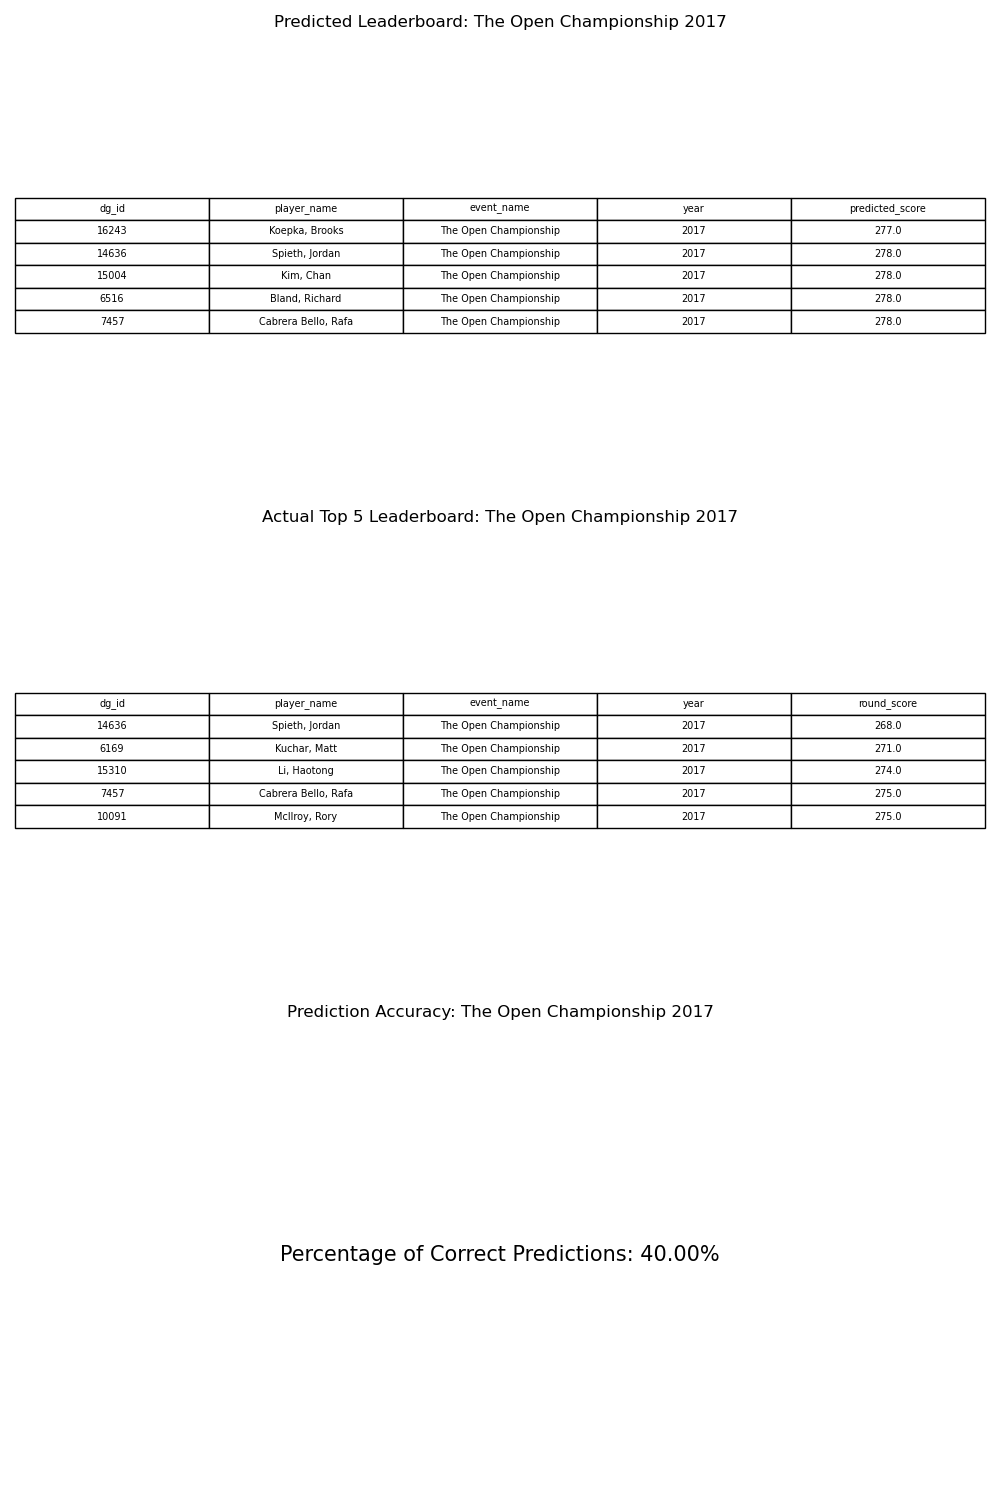 Predicted Leaderboard: The Open Championship 2017
dg_id player_name event_name year predicted_score
16243 Koepka, Brooks The Open Championship 2017 277.0
14636 Spieth, Jordan The Open Championship 2017 278.0
15004 Kim, Chan The Open Championship 2017 278.0
6516 Bland, Richard The Open Championship 2017 278.0
7457 Cabrera Bello, Rafa The Open Championship 2017 278.0
Actual Top 5 Leaderboard: The Open Championship 2017
dg_id player_name event_name year round_score
14636 Spieth, Jordan The Open Championship 2017 268.0
6169 Kuchar, Matt The Open Championship 2017 271.0
15310 Li, Haotong The Open Championship 2017 274.0
7457 Cabrera Bello, Rafa The Open Championship 2017 275.0
10091 McIlroy, Rory The Open Championship 2017 275.0
Prediction Accuracy: The Open Championship 2017
Percentage of Correct Predictions: 40.00%